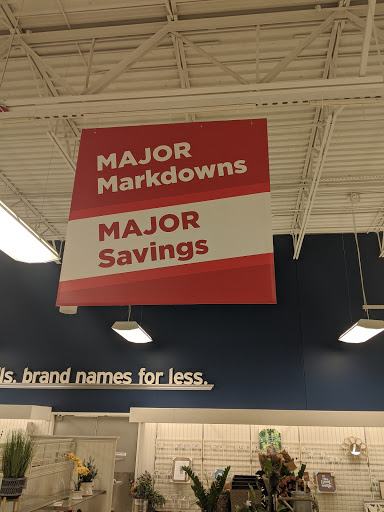 MAJOR
Markdowns
MAJOR
Savings
brand names for less.